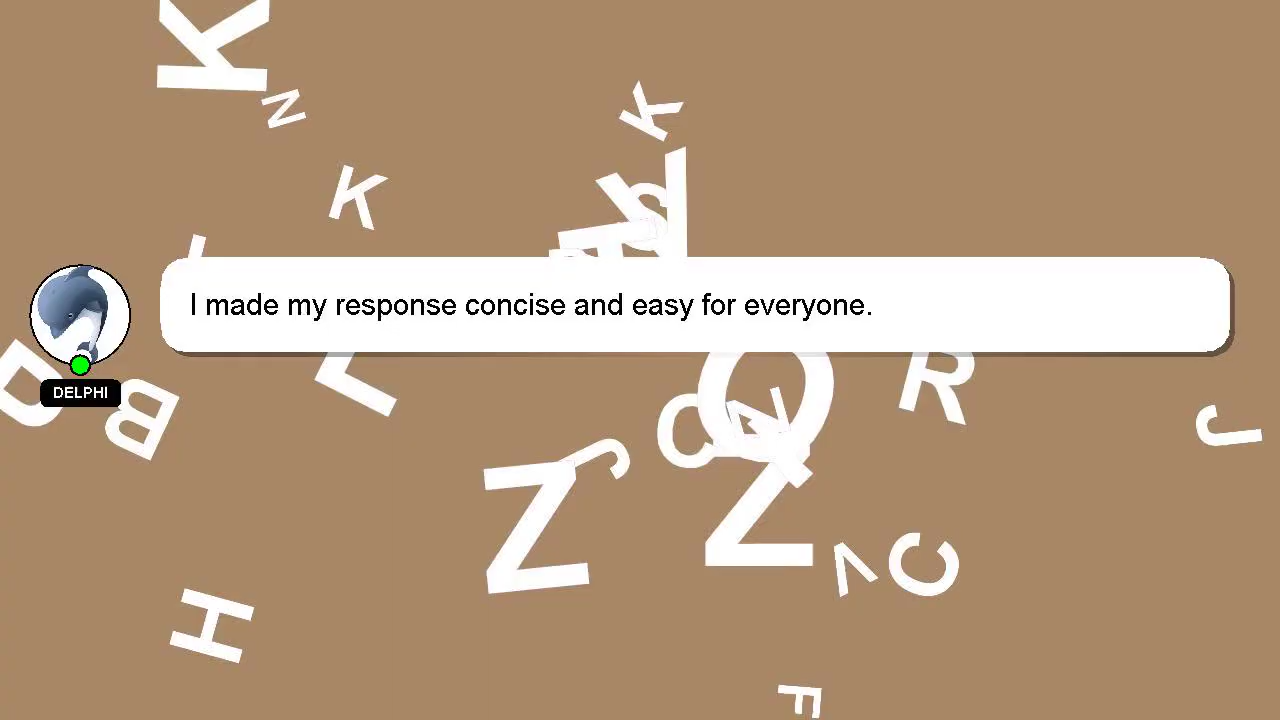 I made my response concise and easy for everyone.
DELPHI
K
N
K
K
S
L
D
B
J
C
Q
N
R
J
Z
Z
V
C
H
F